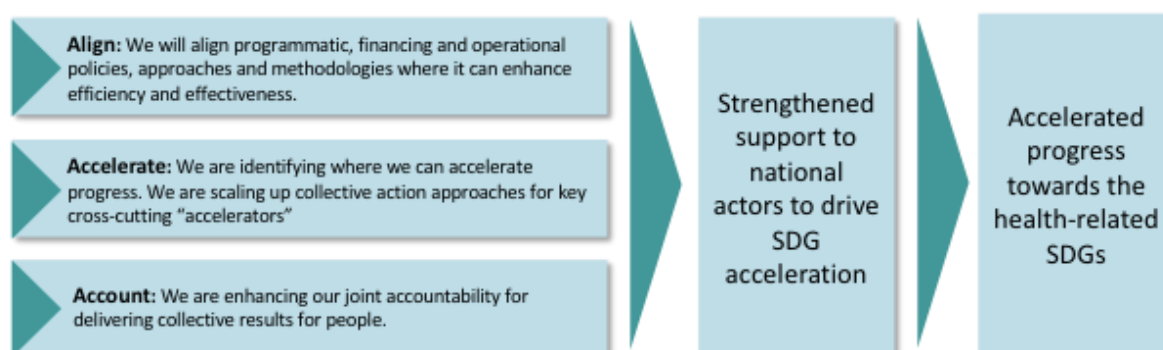 Align: We will align programmatic, financing and operational
policies, approaches and methodologies where it can enhance
efficiency and effectiveness.
Accelerate: We are identifying where we can accelerate
progress. We are scaling up collective action approaches for key
cross-cutting “accelerators”
Account: We are enhancing our joint accountability for
delivering collective results for people.
Strengthened
support to
national
actors to drive
SDG
acceleration
Accelerated
progress
towards the
health-related
SDGs